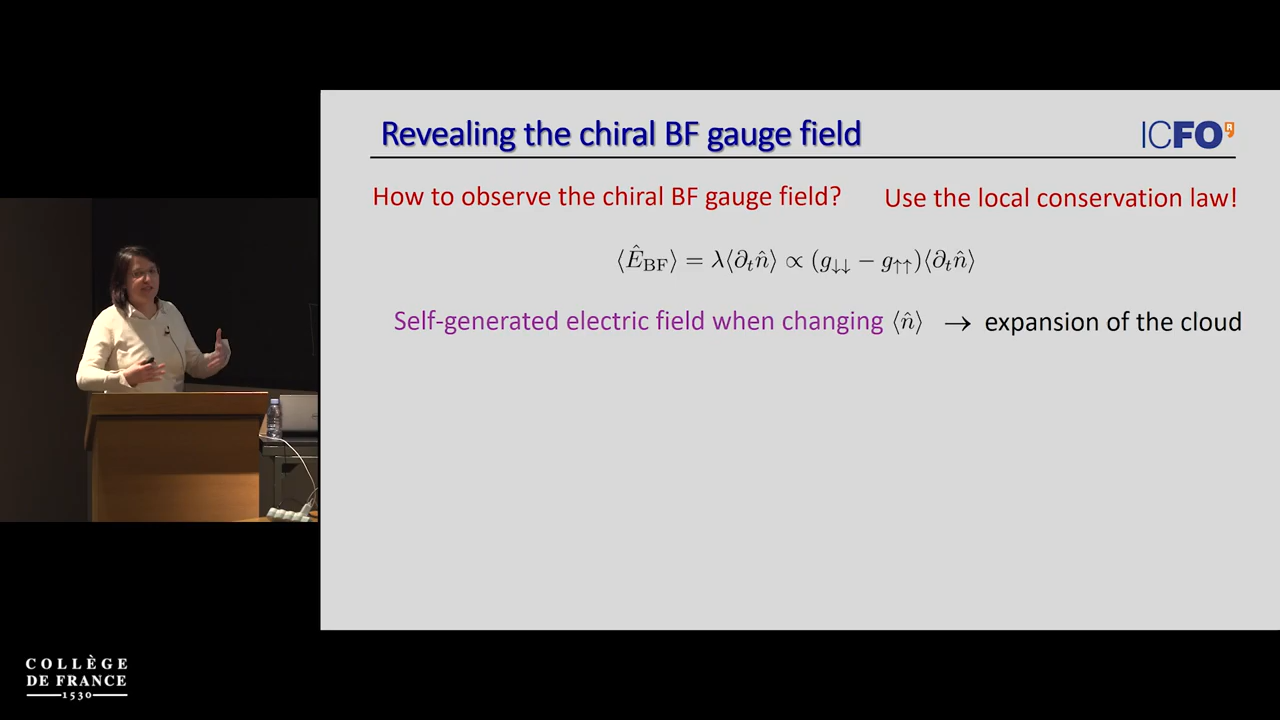 Revealing the chiral BF gauge field
ICFOR
How to observe the chiral BF gauge field? Use the local conservation law!
⟨Ê_BF⟩ = λ⟨∂_t n̂⟩ ∝ (g_↓↓ − g_↑↑)⟨∂_t n̂⟩
Self-generated electric field when changing ⟨n̂⟩ → expansion of the cloud
COLLÈGE
DE FRANCE
1530